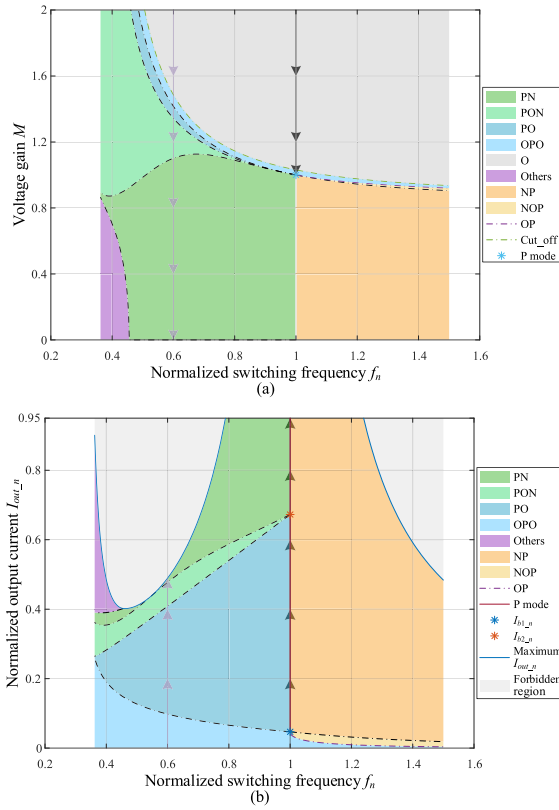 2
1.6
1.2
0.8
0.4
0
Voltage gain M
0.2
0.4
0.6
0.8
1
1.2
1.4
1.6
Normalized switching frequency fn
(a)
PN
PON
PO
OPO
O
Others
NP
NOP
OP
Cut_off
P mode
0.95
0.8
0.6
0.4
0.2
0
Normalized output current Iout_n
0.2
0.4
0.6
0.8
1
1.2
1.4
1.6
Normalized switching frequency fn
(b)
PN
PON
PO
OPO
Others
NP
NOP
OP
P mode
Ib1_n
Ib2_n
Maximum
Iout_n
Forbidden
region